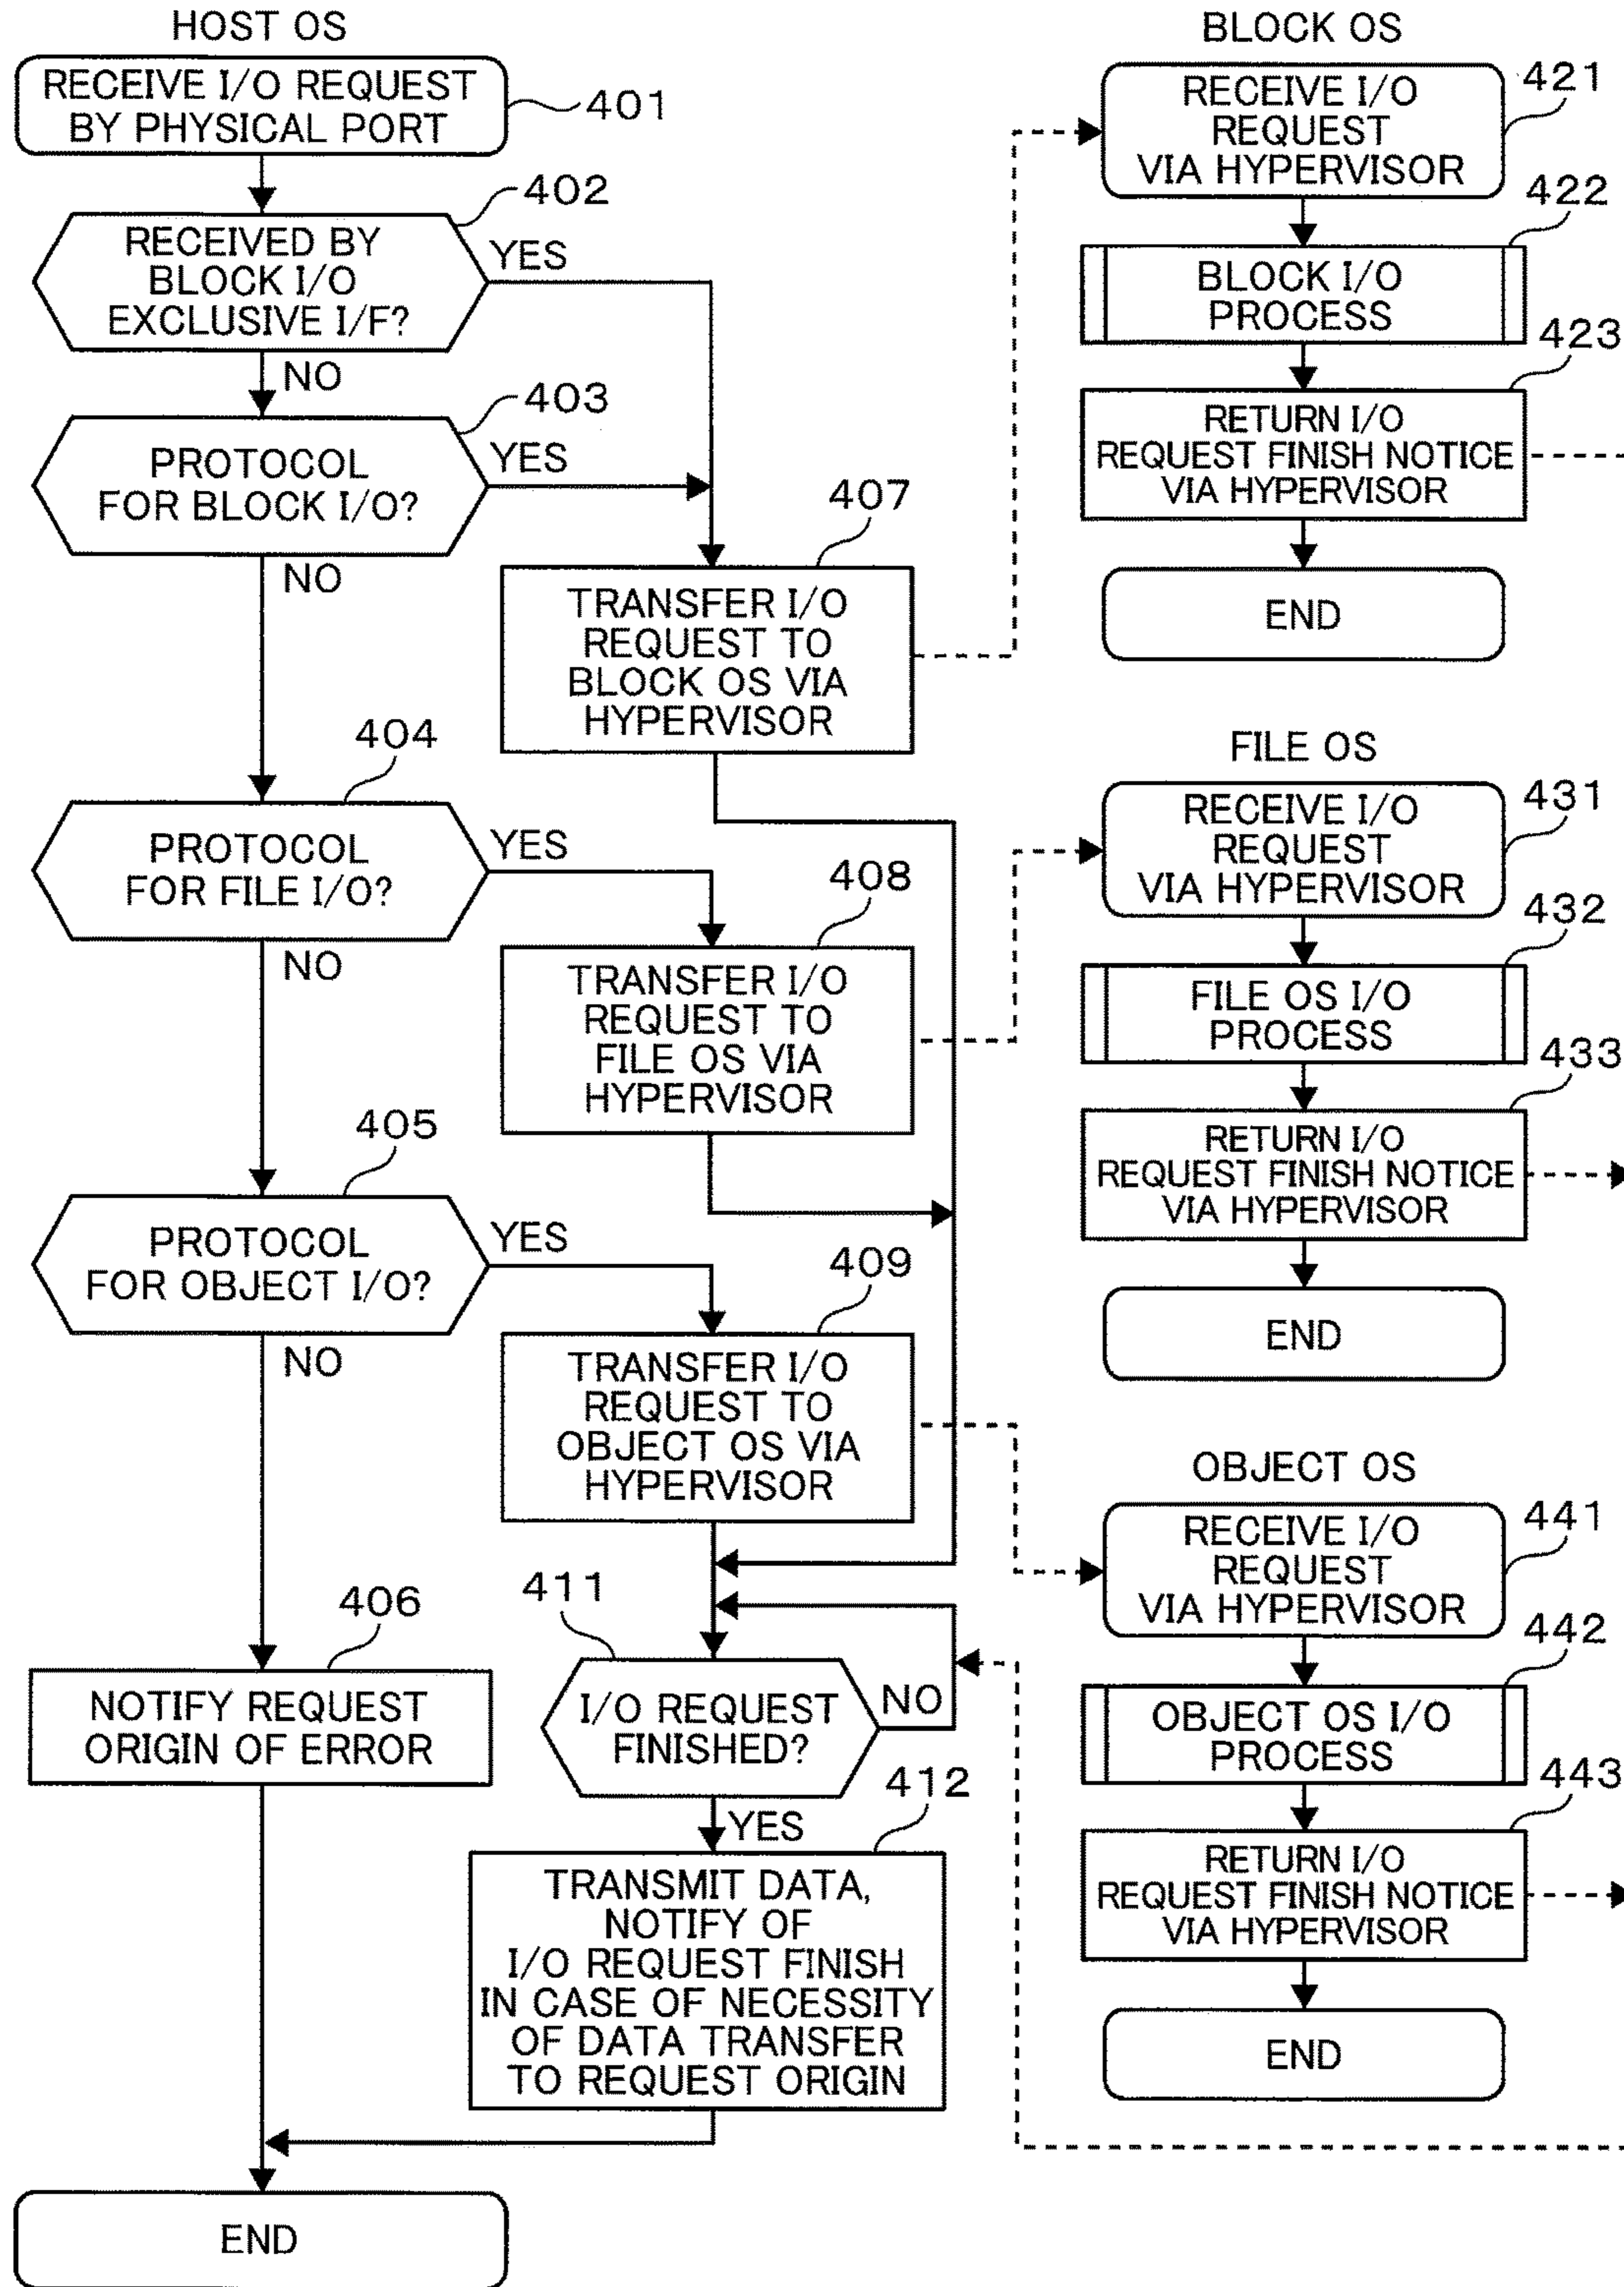 HOST OS
RECEIVE I/O REQUEST
BY PHYSICAL PORT
401
402
RECEIVED BY
BLOCK I/O
EXCLUSIVE I/F?
YES
NO
403
PROTOCOL
FOR BLOCK I/O?
YES
NO
407
TRANSFER I/O
REQUEST TO
BLOCK OS VIA
HYPERVISOR
404
PROTOCOL
FOR FILE I/O?
YES
NO
408
TRANSFER I/O
REQUEST TO
FILE OS VIA
HYPERVISOR
405
PROTOCOL
FOR OBJECT I/O?
YES
NO
409
TRANSFER I/O
REQUEST TO
OBJECT OS VIA
HYPERVISOR
406
NOTIFY REQUEST
ORIGIN OF ERROR
411
I/O REQUEST
FINISHED?
NO
YES
412
TRANSMIT DATA,
NOTIFY OF
I/O REQUEST FINISH
IN CASE OF NECESSITY
OF DATA TRANSFER
TO REQUEST ORIGIN
END
BLOCK OS
421
RECEIVE I/O
REQUEST
VIA HYPERVISOR
422
BLOCK I/O
PROCESS
423
RETURN I/O
REQUEST FINISH NOTICE
VIA HYPERVISOR
END
FILE OS
431
RECEIVE I/O
REQUEST
VIA HYPERVISOR
432
FILE OS I/O
PROCESS
433
RETURN I/O
REQUEST FINISH NOTICE
VIA HYPERVISOR
END
OBJECT OS
441
RECEIVE I/O
REQUEST
VIA HYPERVISOR
442
OBJECT OS I/O
PROCESS
443
RETURN I/O
REQUEST FINISH NOTICE
VIA HYPERVISOR
END